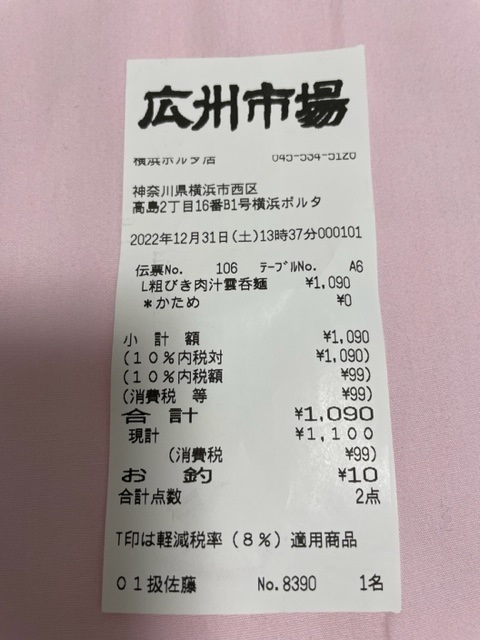 広州市場
横浜ポルタ店
神奈川県横浜市西区
高島2丁目16番B1号横浜ポルタ
2022年12月31日(土)13時37分000101
伝票No. 106 テーブルNo. A6
L粗びき肉汁雲呑麺 ¥1,090
*かため ¥0
小 計 額 ¥1,090
(10%内税対 ¥1,090)
(10%内税額 ¥99)
(消費税 等 ¥99)
合計 ¥1,090
現計 ¥1,100
(消費税 ¥99)
お 釣 ¥10
合計点数 2点
T印は軽減税率(8%)適用商品
01扱佐藤 No.8390 1名